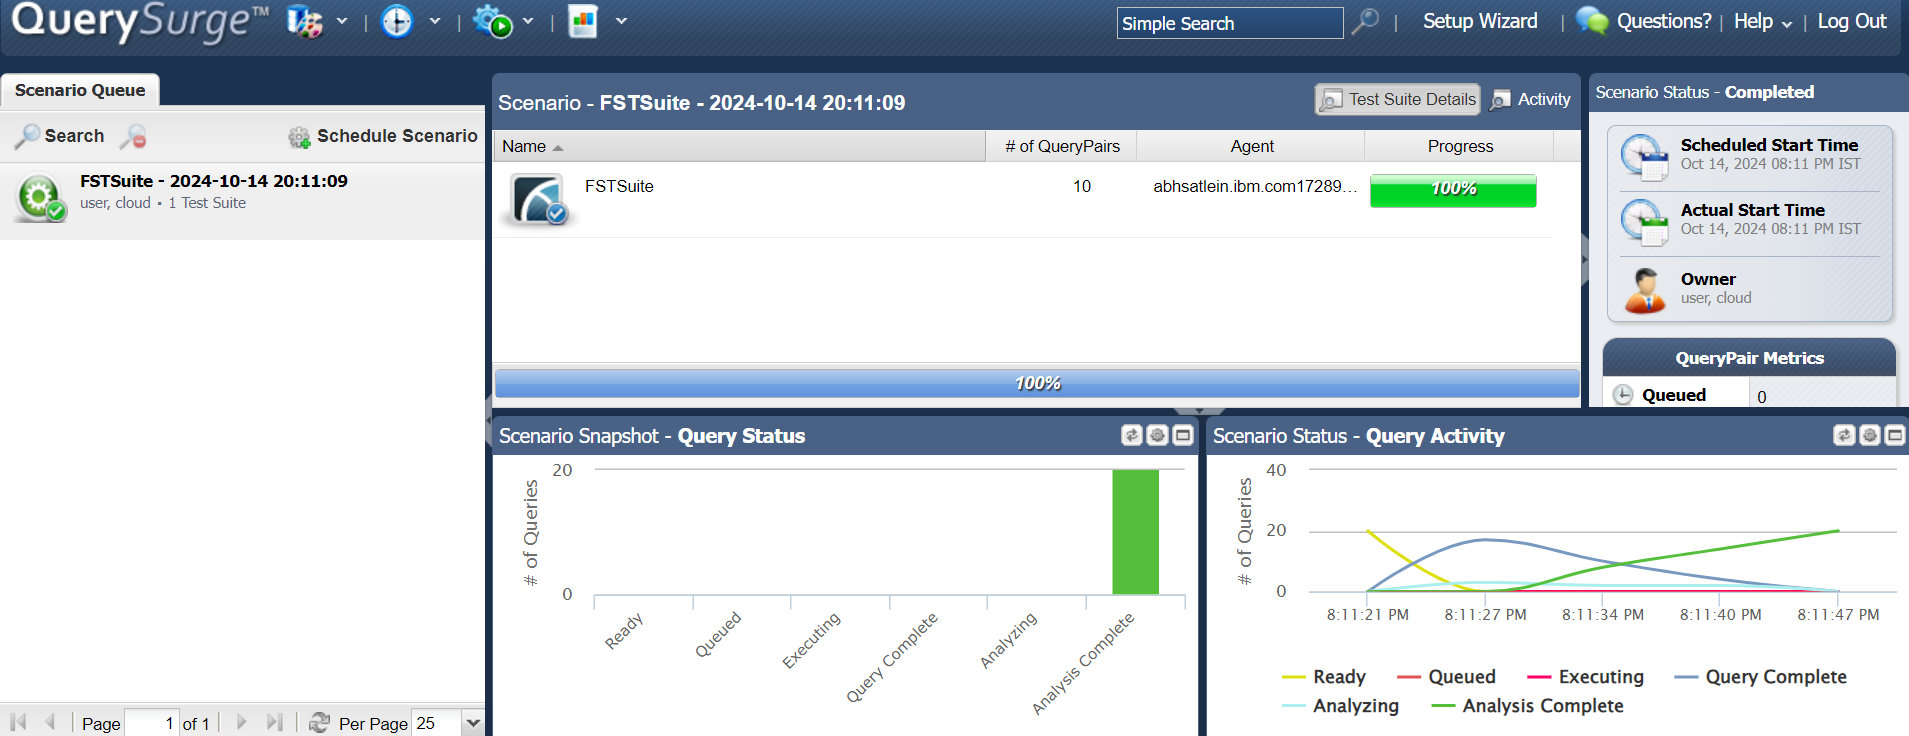 QuerySurge™
Simple Search
Setup Wizard
Questions?
Help
Log Out
Scenario Queue
Search
Schedule Scenario
FSTSuite - 2024-10-14 20:11:09
user, cloud • 1 Test Suite
Page 1 of 1
Per Page 25
Scenario - FSTSuite - 2024-10-14 20:11:09
Test Suite Details
Activity
Name # of QueryPairs Agent Progress
FSTSuite 10 abhsatlein.ibm.com17289... 100%
100%
Scenario Status - Completed
Scheduled Start Time
Oct 14, 2024 08:11 PM IST
Actual Start Time
Oct 14, 2024 08:11 PM IST
Owner
user, cloud
QueryPair Metrics
Queued 0
Scenario Snapshot - Query Status
# of Queries
20
0
Ready
Queued
Executing
Query Complete
Analyzing
Analysis Complete
Scenario Status - Query Activity
# of Queries
40
20
0
8:11:21 PM 8:11:27 PM 8:11:34 PM 8:11:40 PM 8:11:47 PM
Ready Queued Executing Query Complete
Analyzing Analysis Complete